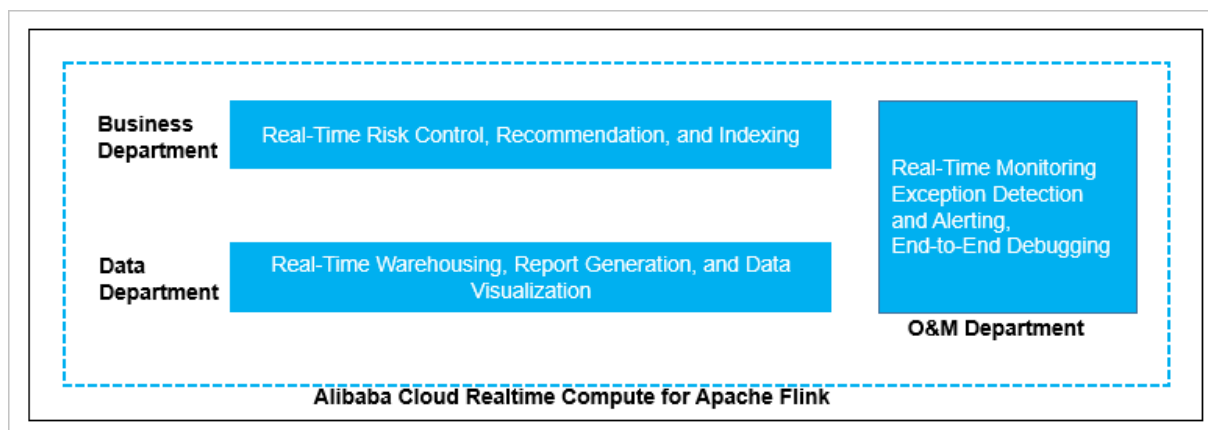 Business
Department
Real-Time Risk Control, Recommendation, and Indexing
Real-Time Monitoring
Exception Detection
and Alerting,
End-to-End Debugging
Data
Department
Real-Time Warehousing, Report Generation, and Data
Visualization
O&M Department
Alibaba Cloud Realtime Compute for Apache Flink